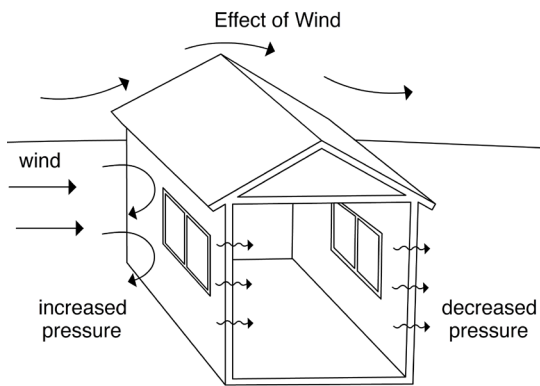 Effect of Wind
wind
increased
pressure
decreased
pressure